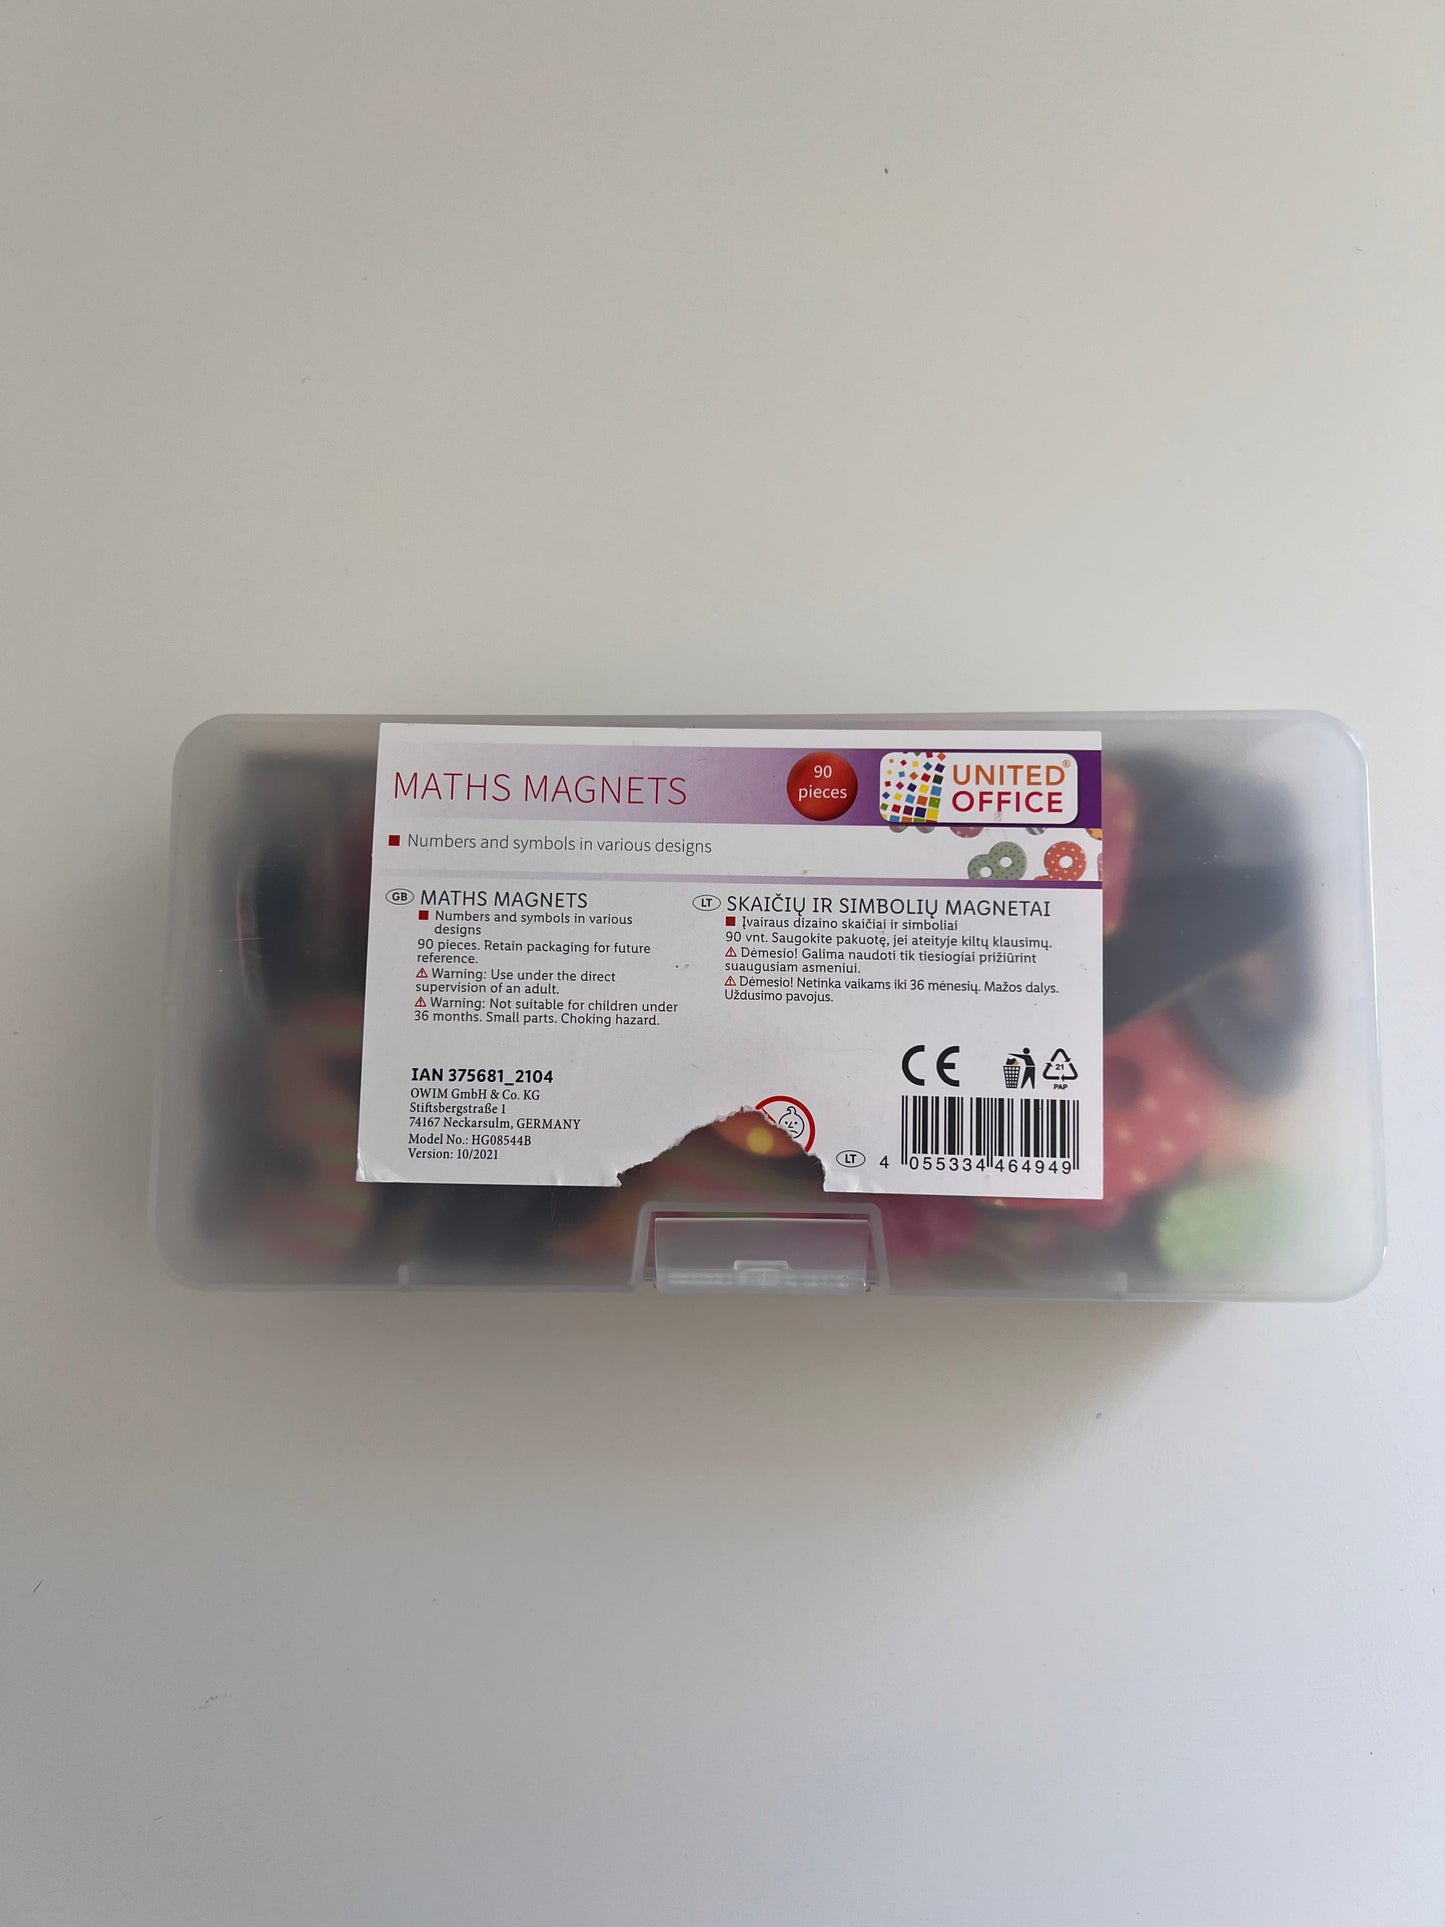 MATHS MAGNETS
90
pieces
UNITED®
OFFICE
Numbers and symbols in various designs
GB MATHS MAGNETS
Numbers and symbols in various
designs
90 pieces. Retain packaging for future
reference.
Warning: Use under the direct
supervision of an adult.
Warning: Not suitable for children under
36 months. Small parts. Choking hazard.
LT SKAIČIŲ IR SIMBOLIŲ MAGNETAI
Įvairaus dizaino skaičiai ir simboliai
90 vnt. Saugokite pakuotę, jei ateityje kiltų klausimų.
Dėmesio! Galima naudoti tik tiesiogiai prižiūrint
suaugusiam asmeniui.
Dėmesio! Netinka vaikams iki 36 mėnesių. Mažos dalys.
Uždusimo pavojus.
IAN 375681_2104
OWIM GmbH & Co. KG
Stiftsbergstraße 1
74167 Neckarsulm, GERMANY
Model No.: HG08544B
Version: 10/2021
CE
21
PAP
LT
4 055334 464949